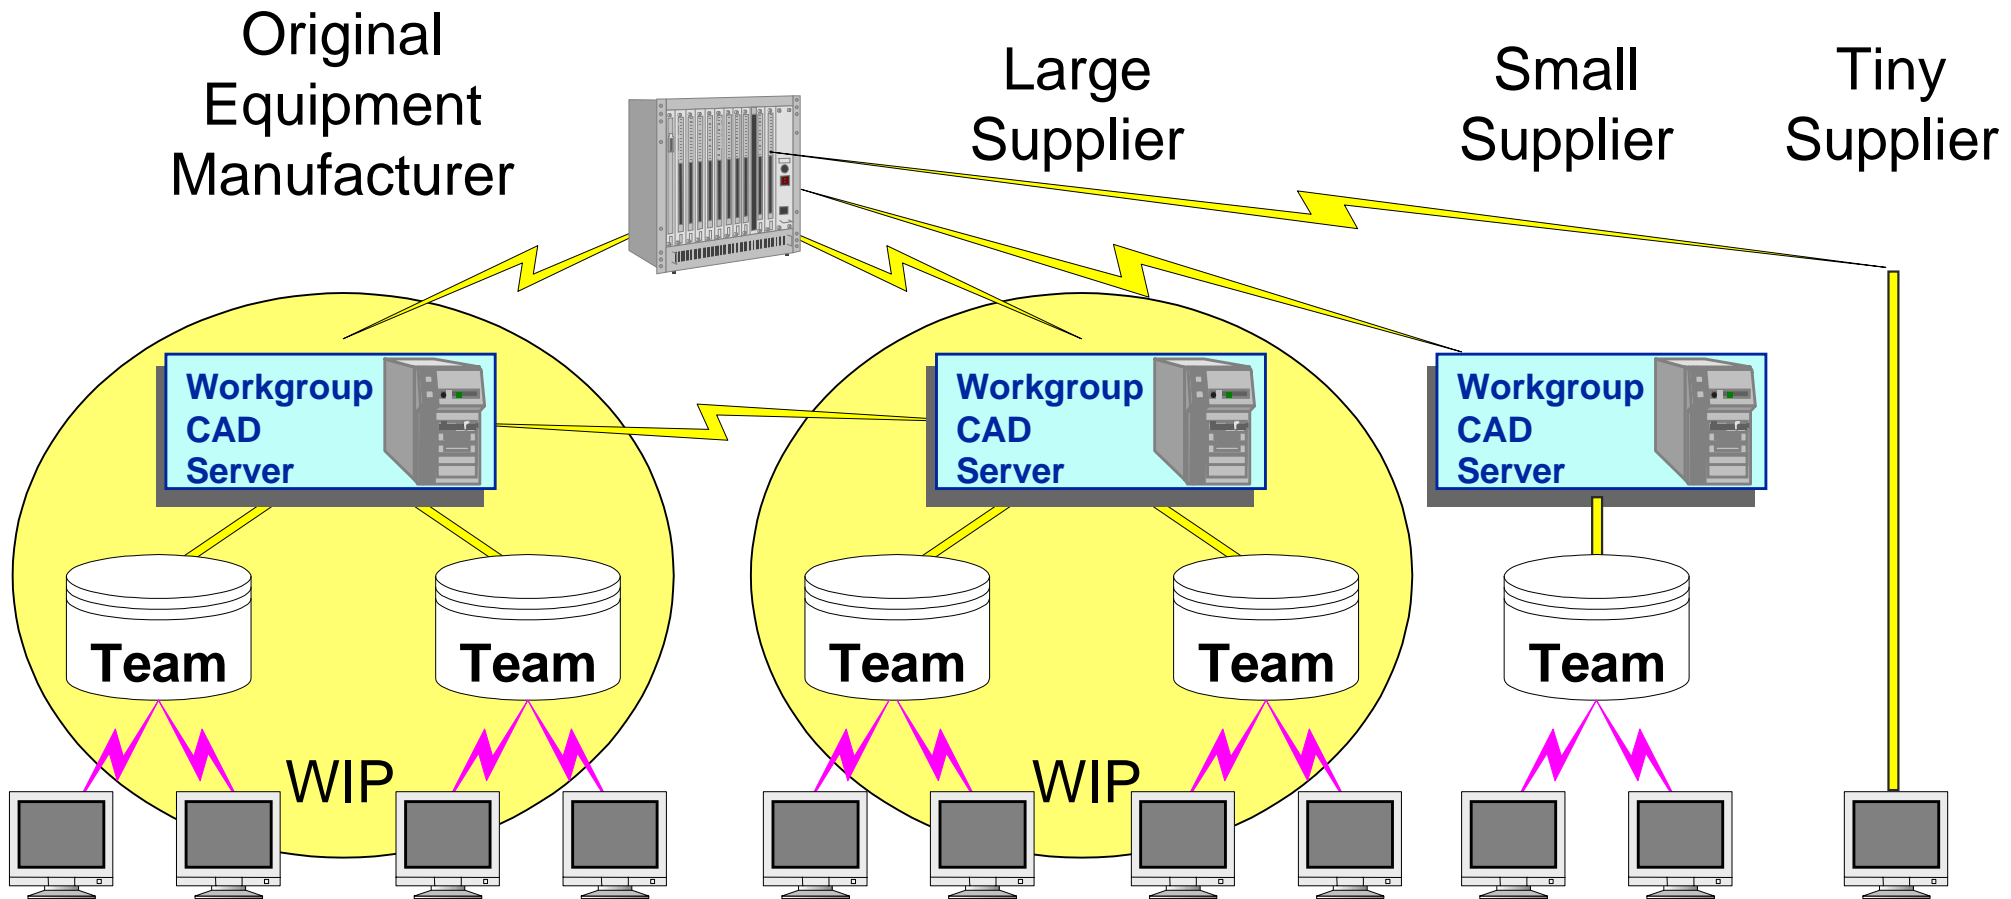 Original
Equipment
Manufacturer
Large
Supplier
Small
Supplier
Tiny
Supplier
Workgroup
CAD
Server
Workgroup
CAD
Server
Workgroup
CAD
Server
Team
Team
Team
Team
Team
WIP
WIP